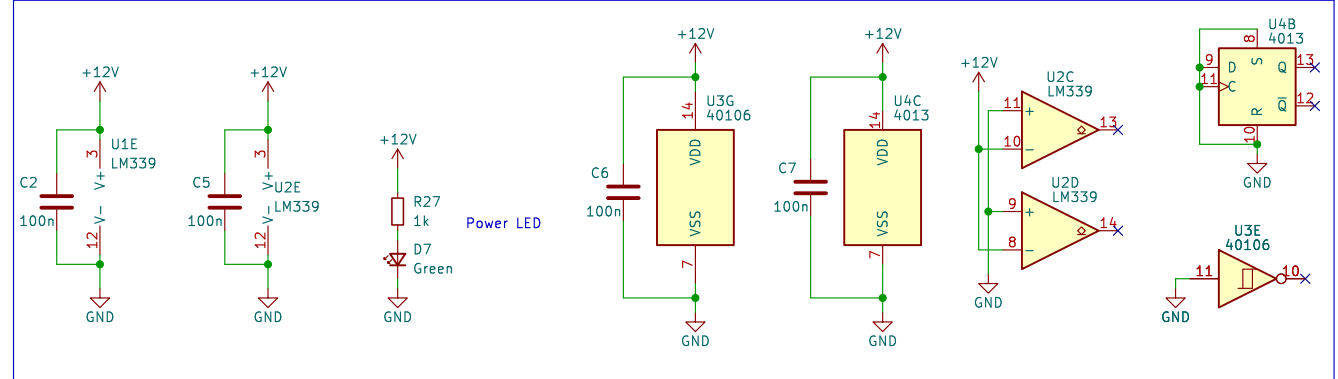 +12V
3
U1E
LM339
V+
C2
100n
V-
12
GND
+12V
3
V+
U2E
LM339
C5
100n
V-
12
GND
+12V
R27
1k
D7
Green
GND
Power LED
+12V
14
U3G
40106
VDD
C6
100n
VSS
7
GND
+12V
14
U4C
4013
VDD
C7
100n
VSS
7
GND
+12V
U2C
LM339
11
+
10
-
13
U2D
LM339
9
+
8
-
14
GND
U4B
4013
8
S
9
D
Q
13
11
C
Q
12
R
10
GND
U3E
40106
11
10
GND